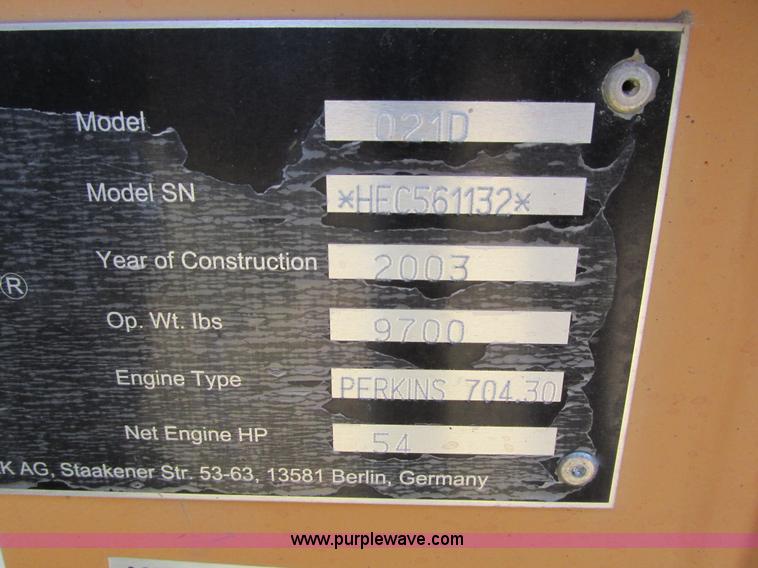 Model 021D
Model SN *HEC561132*
Year of Construction 2003
®
Op. Wt. lbs 9700
Engine Type PERKINS 704.30
Net Engine HP 54
K AG, Staakener Str. 53-63, 13581 Berlin, Germany
www.purplewave.com